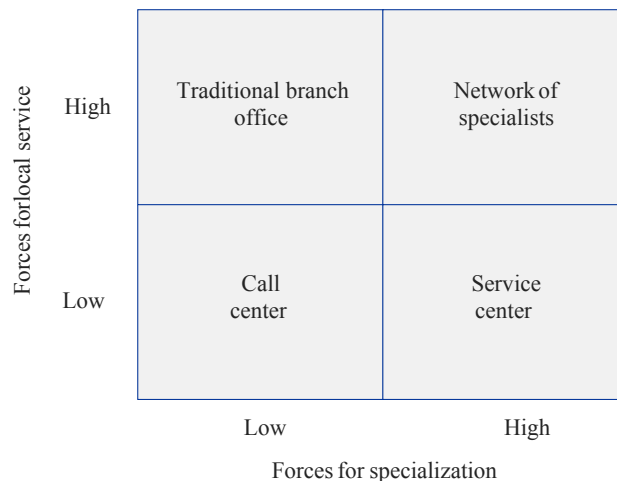 Forces forlocal service
High
Traditional branch
office
Network of
specialists
Low
Call
center
Service
center
Low
High
Forces for specialization